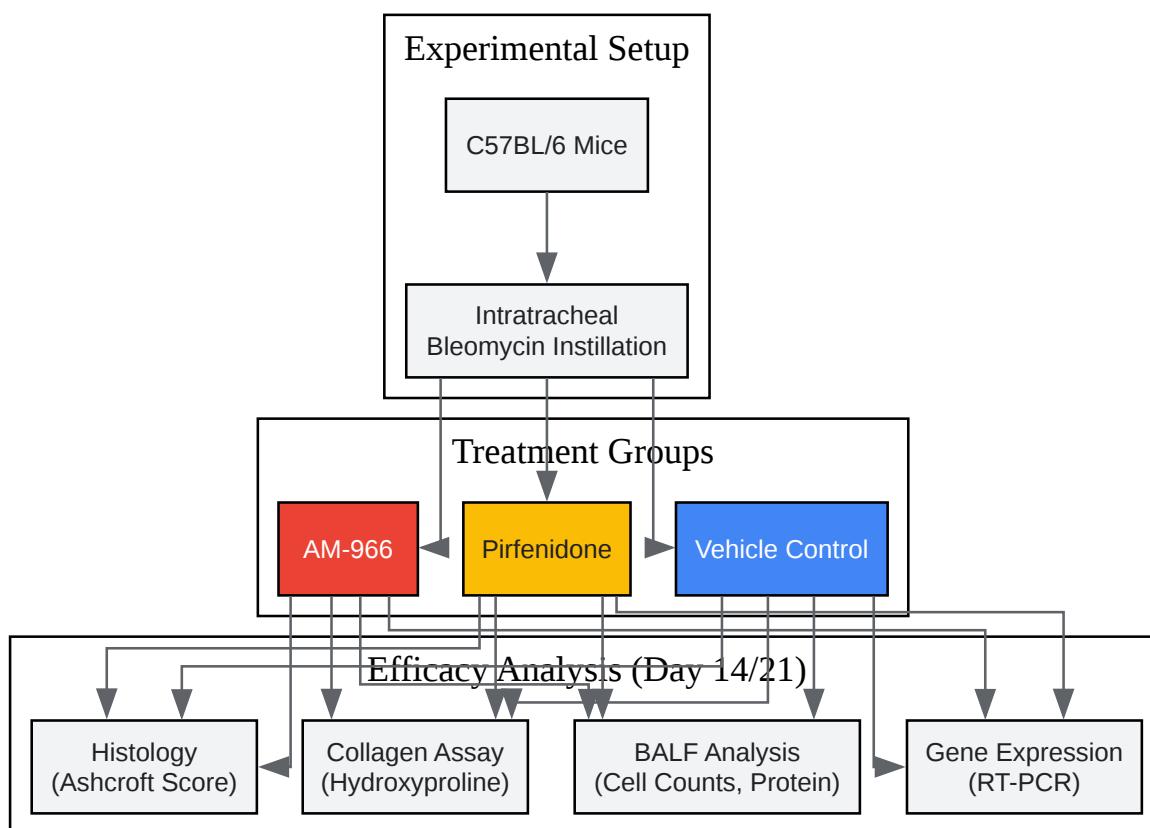 Experimental Setup
C57BL/6 Mice
Intratracheal
Bleomycin Instillation
Treatment Groups
AM-966
Pirfenidone
Vehicle Control
Efficacy Analysis (Day 14/21)
Histology
(Ashcroft Score)
Collagen Assay
(Hydroxyproline)
BALF Analysis
(Cell Counts, Protein)
Gene Expression
(RT-PCR)